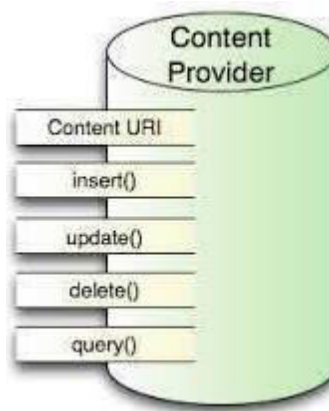 Content
Provider
Content URI
insert()
update()
delete()
query()